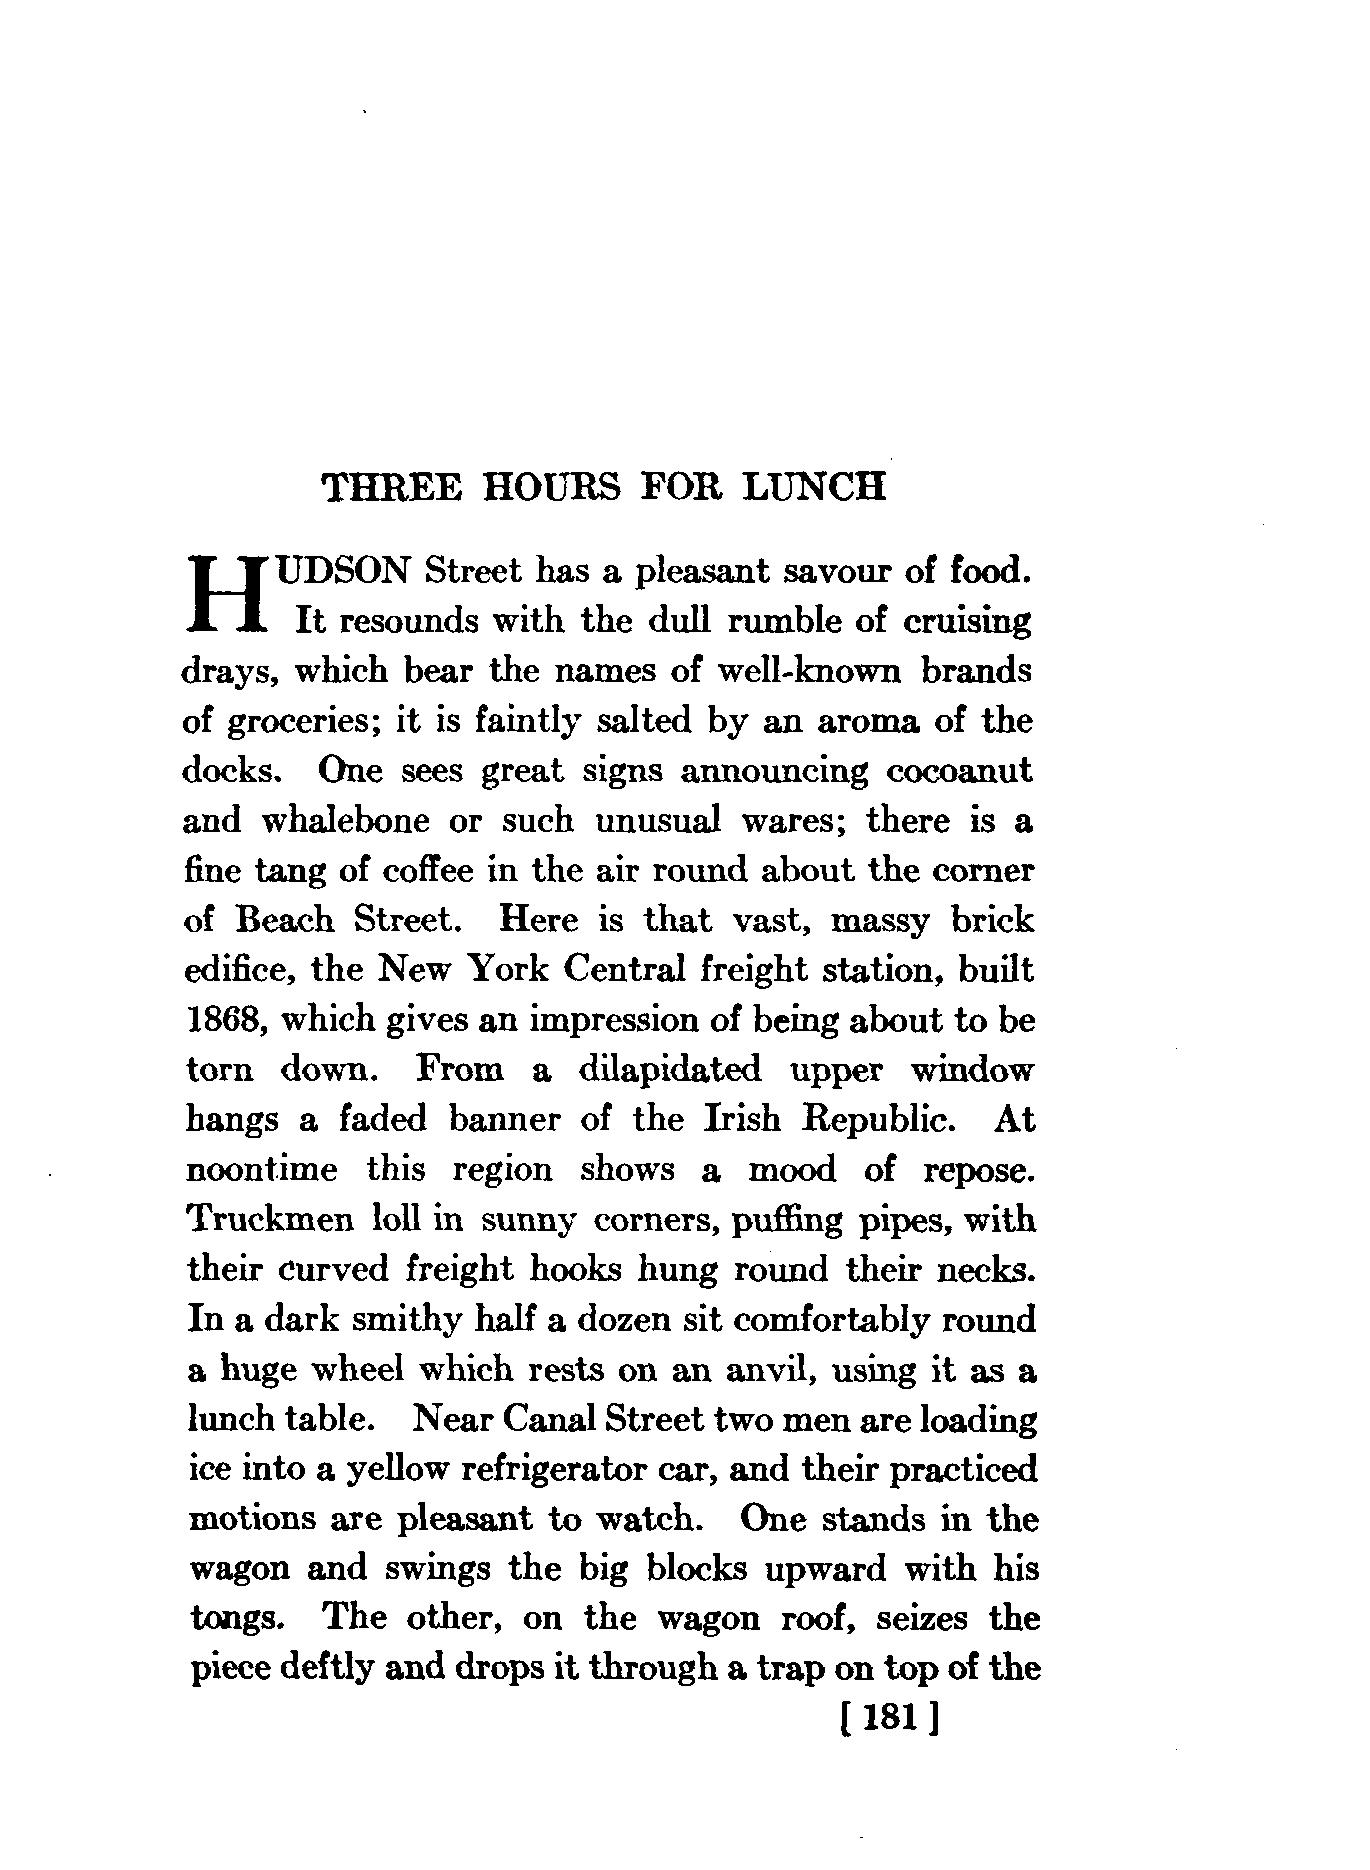 THREE HOURS FOR LUNCH
HUDSON Street has a pleasant savour of food.
It resounds with the dull rumble of cruising
drays, which bear the names of well-known brands
of groceries; it is faintly salted by an aroma of the
docks. One sees great signs announcing cocoanut
and whalebone or such unusual wares; there is a
fine tang of coffee in the air round about the corner
of Beach Street. Here is that vast, massy brick
edifice, the New York Central freight station, built
1868, which gives an impression of being about to be
torn down. From a dilapidated upper window
hangs a faded banner of the Irish Republic. At
noontime this region shows a mood of repose.
Truckmen loll in sunny corners, puffing pipes, with
their curved freight hooks hung round their necks.
In a dark smithy half a dozen sit comfortably round
a huge wheel which rests on an anvil, using it as a
lunch table. Near Canal Street two men are loading
ice into a yellow refrigerator car, and their practiced
motions are pleasant to watch. One stands in the
wagon and swings the big blocks upward with his
tongs. The other, on the wagon roof, seizes the
piece deftly and drops it through a trap on top of the
[ 181 ]